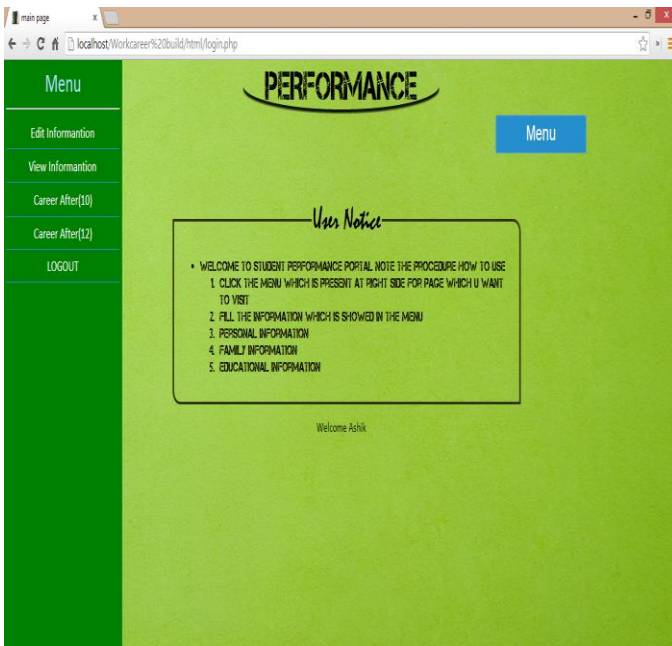 main page
localhost/Workcareer%20build/html/login.php
Menu
Edit Informantion
View Informantion
Career After(10)
Career After(12)
LOGOUT
PERFORMANCE
Menu
User Notice
• WELCOME TO STUDENT PERFORMANCE PORTAL NOTE THE PROCEDURE HOW TO USE
1. CLICK THE MENU WHICH IS PRESENT AT RIGHT SIDE FOR PAGE WHICH U WANT
TO VISIT
2. FILL THE INFORMATION WHICH IS SHOWED IN THE MENU
3. PERSONAL INFORMATION
4. FAMILY INFORMATION
5. EDUCATIONAL INFORMATION
Welcome Ashik